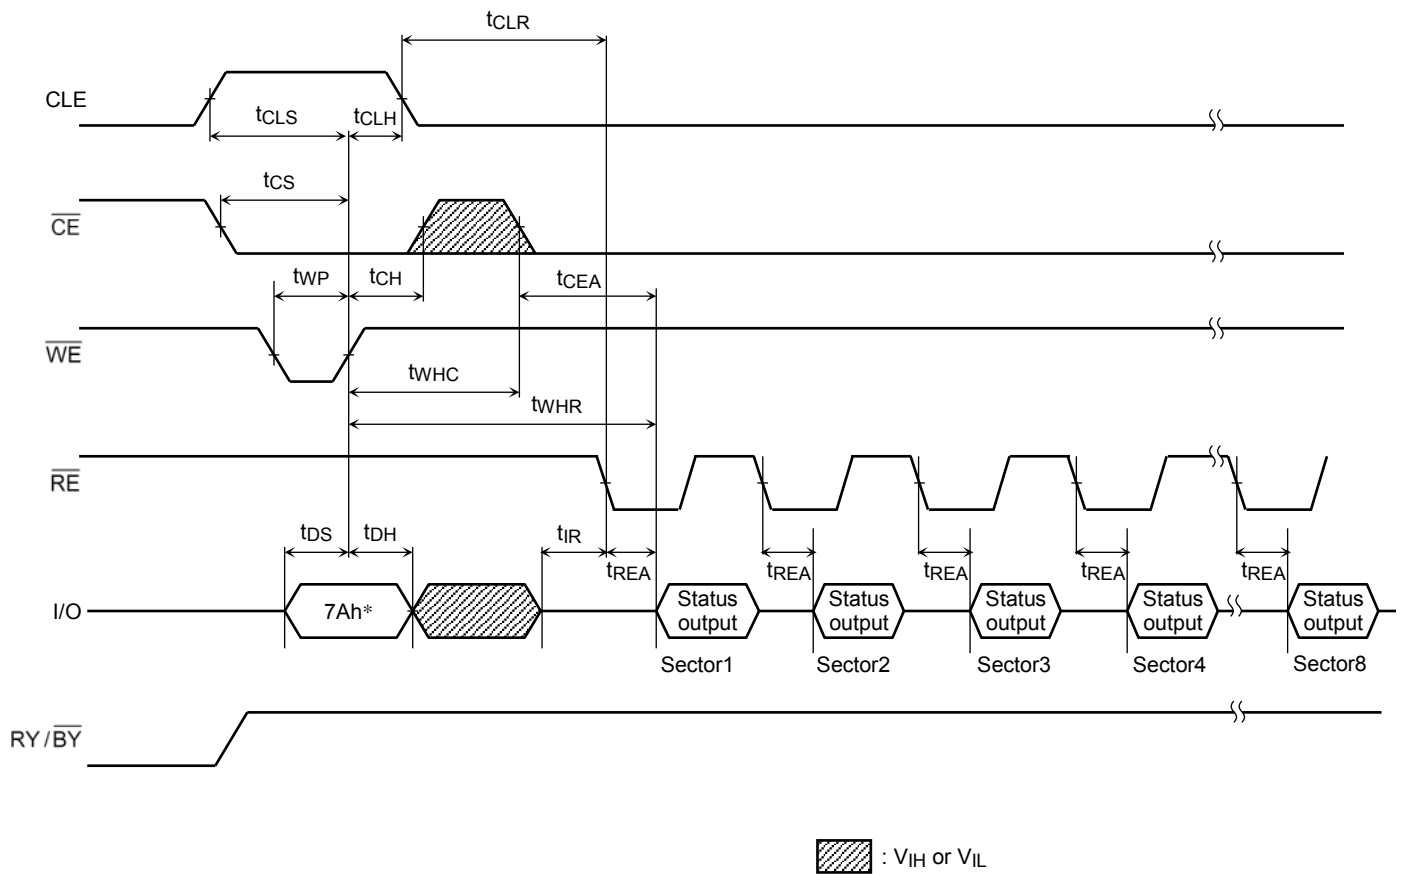 tCLR
CLE
tCLS
tCLH
tCS
CE
tWP
tCH
tCEA
WE
tWHC
tWHR
RE
tDS
tDH
tIR
tREA
tREA
tREA
tREA
tREA
I/O
7Ah*
Status
output
Status
output
Status
output
Status
output
Status
output
Sector1
Sector2
Sector3
Sector4
Sector8
RY/BY
: VIH or VIL